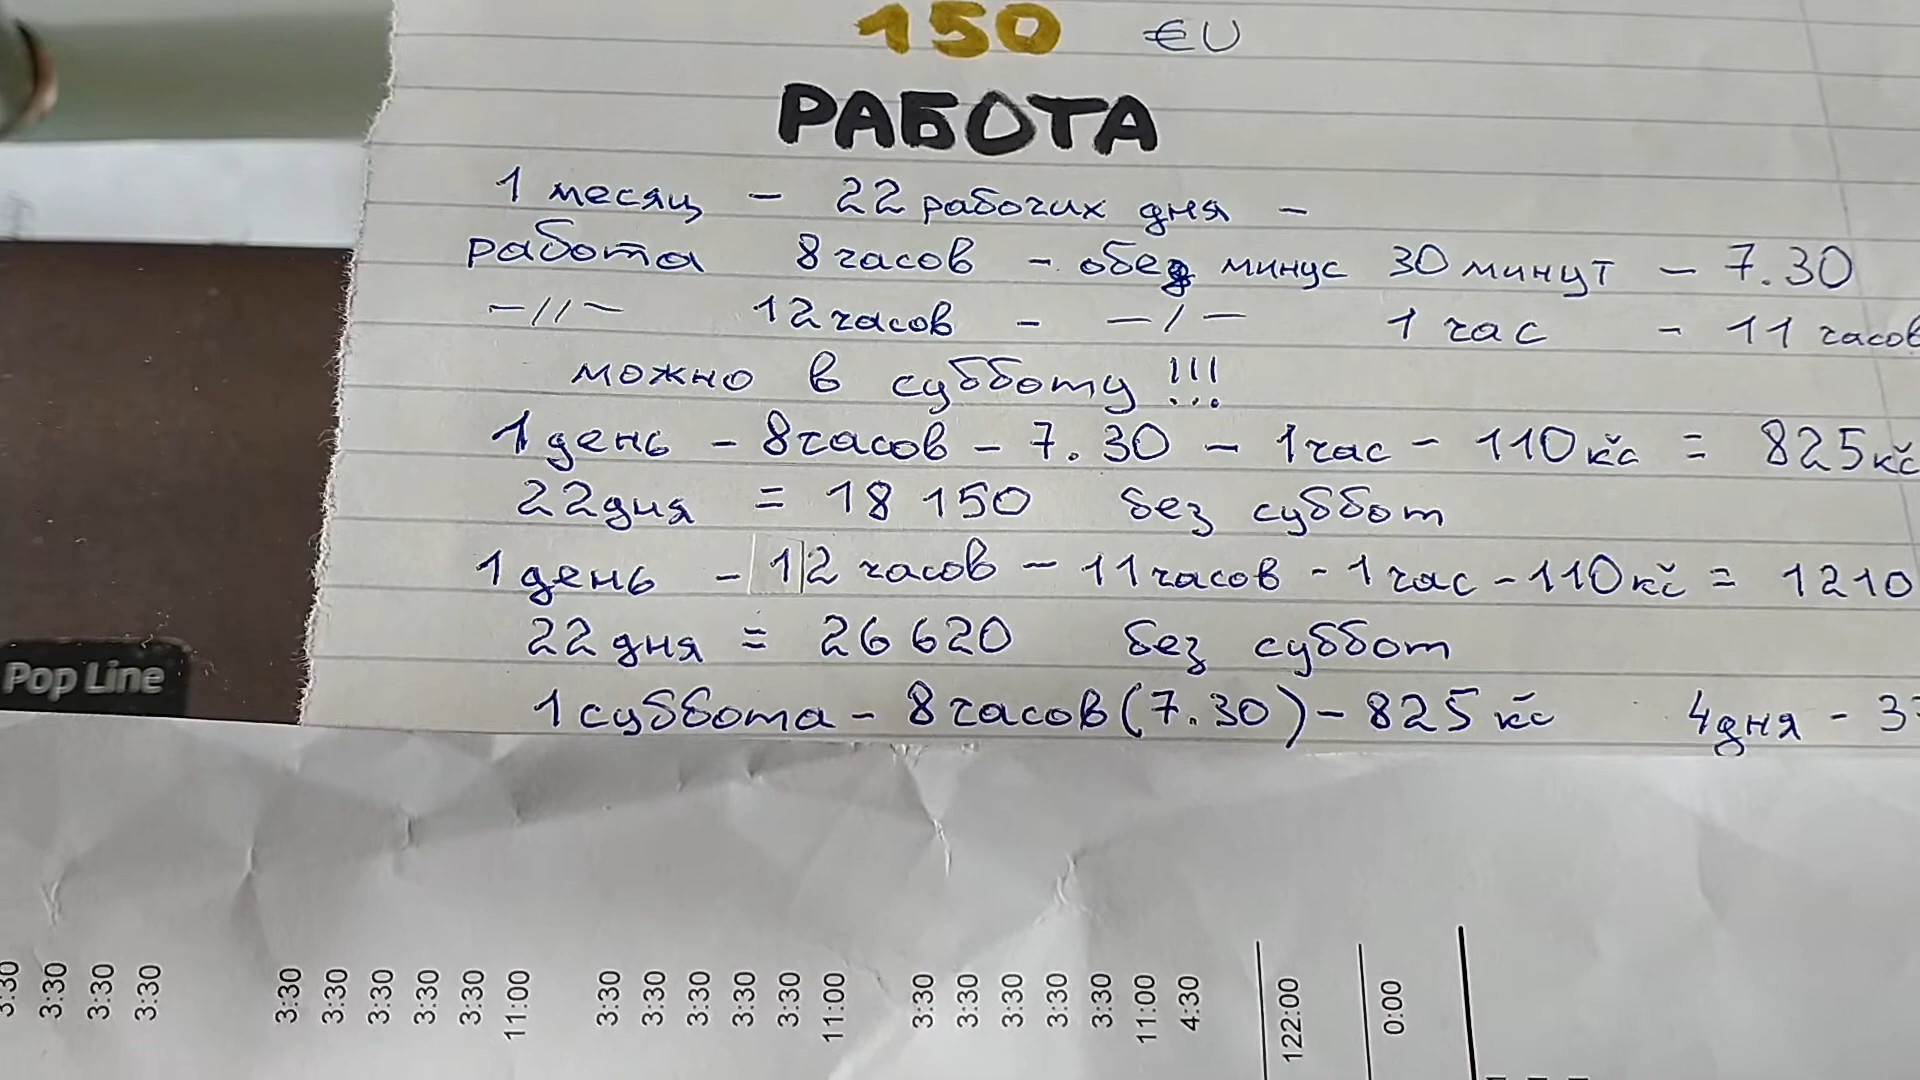 150 €U
РАБОТА
1 месяц - 22 рабочих дня -
работа 8 часов - обед минус 30 минут - 7.30
-//- 12 часов - -/- 1 час - 11 часов
можно в субботу !!!
1 день - 8 часов - 7.30 - 1 час - 110 кč = 825 кč
22 дня = 18 150 без суббот
1 день - 12 часов - 11 часов - 1 час - 110 кč = 1210
22 дня = 26 620 без суббот
1 суббота - 8 часов (7.30) - 825 кč 4 дня - 3
Pop Line
3:30 3:30 3:30 3:30 3:30 3:30 3:30 3:30 3:30 11:00 3:30 3:30 3:30 3:30 3:30 11:00 3:30 3:30 3:30 3:30 3:30 11:00 4:30 122:00 0:00